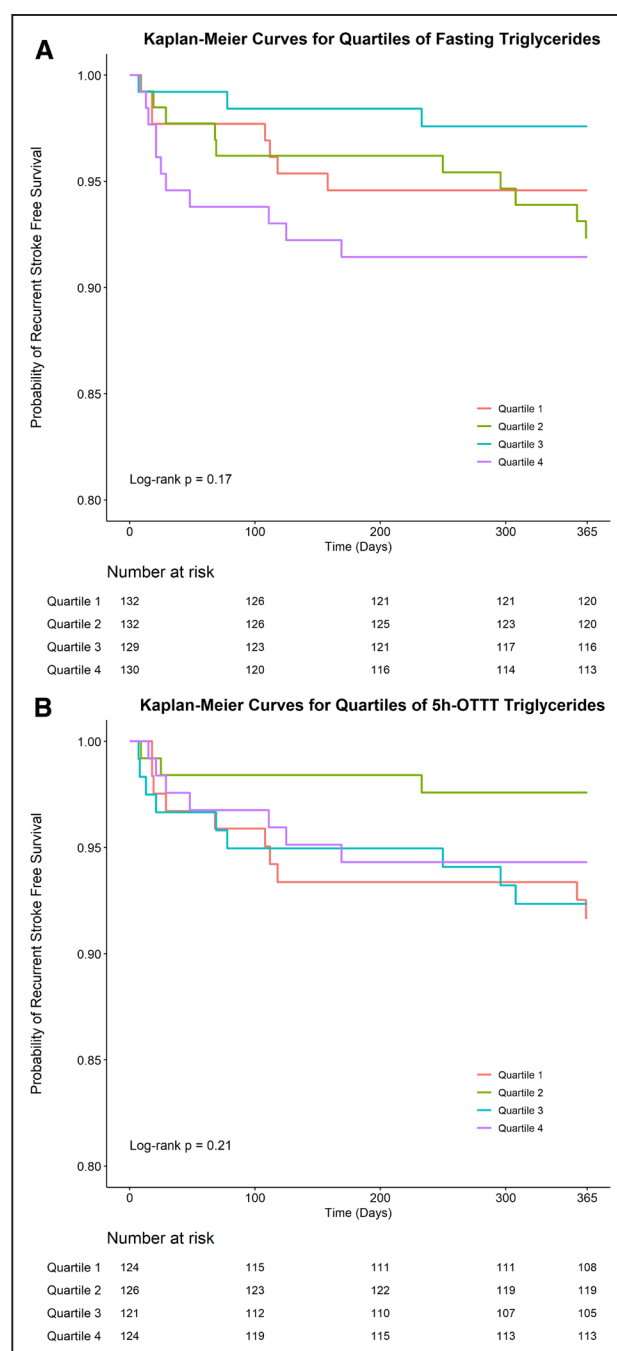 A
Kaplan-Meier Curves for Quartiles of Fasting Triglycerides
Probability of Recurrent Stroke Free Survival
1.00
0.95
0.90
0.85
0.80
Quartile 1
Quartile 2
Quartile 3
Quartile 4
Log-rank p = 0.17
0 100 200 300 365
Time (Days)
Number at risk
Quartile 1 132 126 121 121 120
Quartile 2 132 126 125 123 120
Quartile 3 129 123 121 117 116
Quartile 4 130 120 116 114 113
B
Kaplan-Meier Curves for Quartiles of 5h-OTTT Triglycerides
Probability of Recurrent Stroke Free Survival
1.00
0.95
0.90
0.85
0.80
Quartile 1
Quartile 2
Quartile 3
Quartile 4
Log-rank p = 0.21
0 100 200 300 365
Time (Days)
Number at risk
Quartile 1 124 115 111 111 108
Quartile 2 126 123 122 119 119
Quartile 3 121 112 110 107 105
Quartile 4 124 119 115 113 113